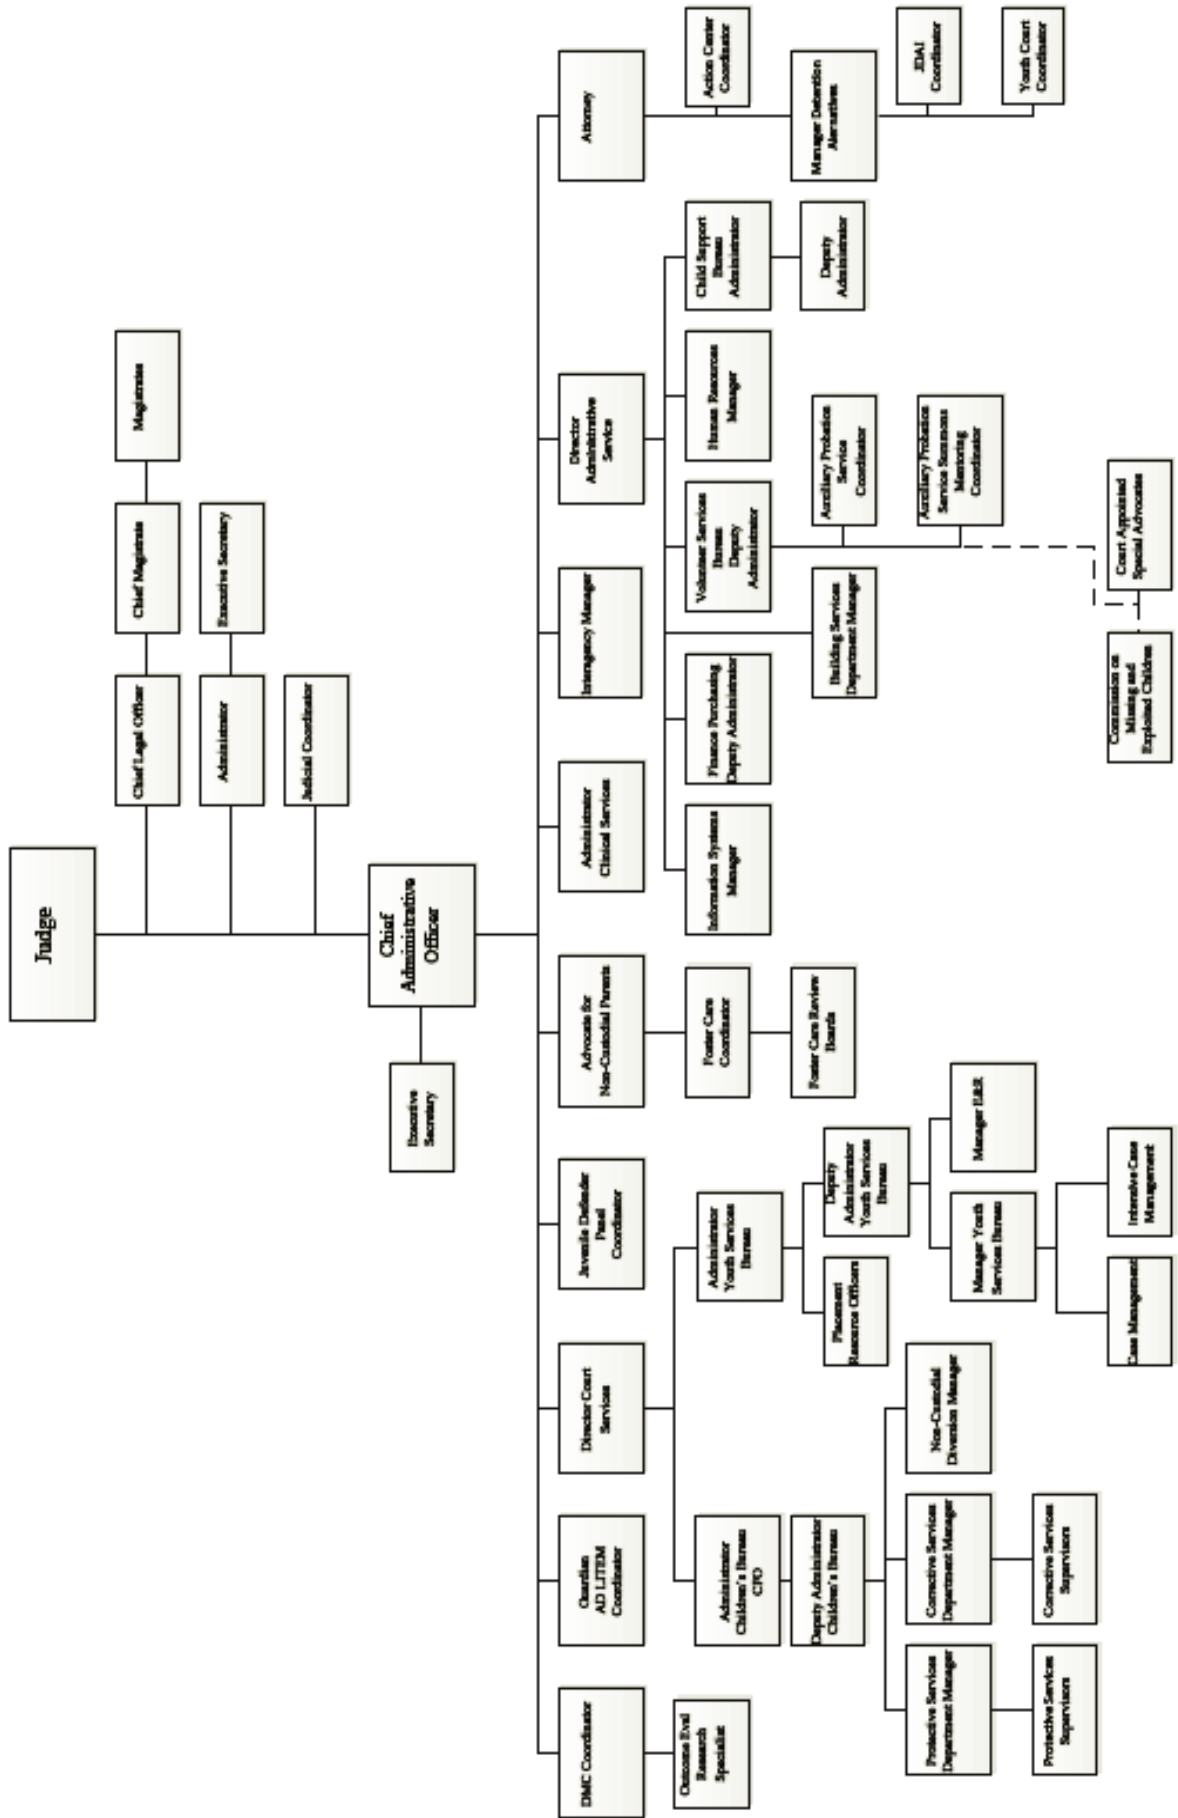 Judge
Chief Legal Officer
Chief Magistrate
Magistrates
Administrator
Executive Secretary
Judicial Coordinator
Chief
Administrative
Officer
Executive
Secretary
DMC Coordinator
Guardian
AD LITEM
Coordinator
Director Court
Services
Juvenile Defender
Panel
Coordinator
Advocate for
Non-Custodial Parents
Administrator
Clinical Services
Interagency Manager
Director
Administrative
Service
Attorney
Outcome Eval
Research
Specialist
Administrator
Children's Bureau
CPO
Administrator
Youth Services
Bureau
Foster Care
Coordinator
Information Systems
Manager
Finance Purchasing
Deputy Administrator
Volunteer Services
Bureau
Deputy
Administrator
Human Resources
Manager
Child Support
Bureau
Administrator
Action Center
Coordinator
Deputy Administrator
Children's Bureau
Placement
Resource Officers
Deputy
Administrator
Youth Services
Bureau
Foster Care Review
Boards
Building Services
Department Manager
Auxiliary Probation
Service
Coordinator
Deputy
Administrator
Manager Detention
Alternatives
Protective Services
Department Manager
Corrective Services
Department Manager
Non-Custodial
Diversion Manager
Manager Youth
Services Bureau
Manager E&R
Auxiliary Probation
Service Summons
Mentoring
Coordinator
JDAI
Coordinator
Youth Court
Coordinator
Protective Services
Supervisors
Corrective Services
Supervisors
Case Management
Intensive-Case
Management
Commission on
Missing and
Exploited Children
Court Appointed
Special Advocates